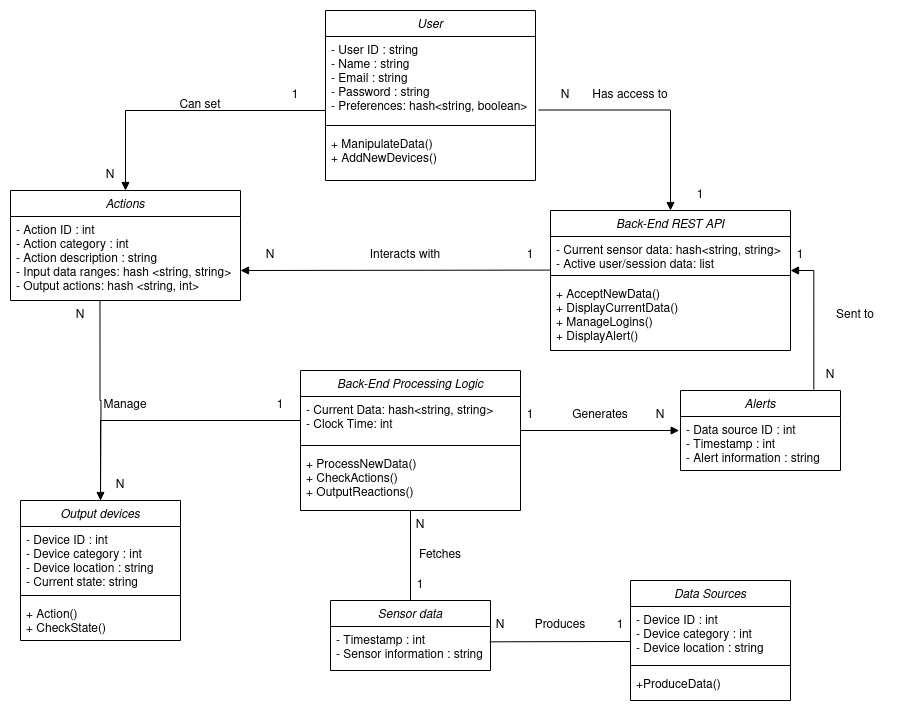 User
- User ID : string
- Name : string
- Email : string
- Password : string
- Preferences: hash<string, boolean>
+ ManipulateData()
+ AddNewDevices()
Can set
1
N
N
Has access to
1
Actions
- Action ID : int
- Action category : int
- Action description : string
- Input data ranges: hash <string, string>
- Output actions: hash <string, int>
N
Interacts with
1
Back-End REST API
- Current sensor data: hash<string, string>
- Active user/session data: list
+ AcceptNewData()
+ DisplayCurrentData()
+ ManageLogins()
+ DisplayAlert()
1
Sent to
N
N
Manage
1
N
Back-End Processing Logic
- Current Data: hash<string, string>
- Clock Time: int
+ ProcessNewData()
+ CheckActions()
+ OutputReactions()
1
Generates
N
Alerts
- Data source ID : int
- Timestamp : int
- Alert information : string
Output devices
- Device ID : int
- Device category : int
- Device location : string
- Current state: string
+ Action()
+ CheckState()
N
Fetches
1
Sensor data
- Timestamp : int
- Sensor information : string
N
Produces
1
Data Sources
- Device ID : int
- Device category : int
- Device location : string
+ProduceData()